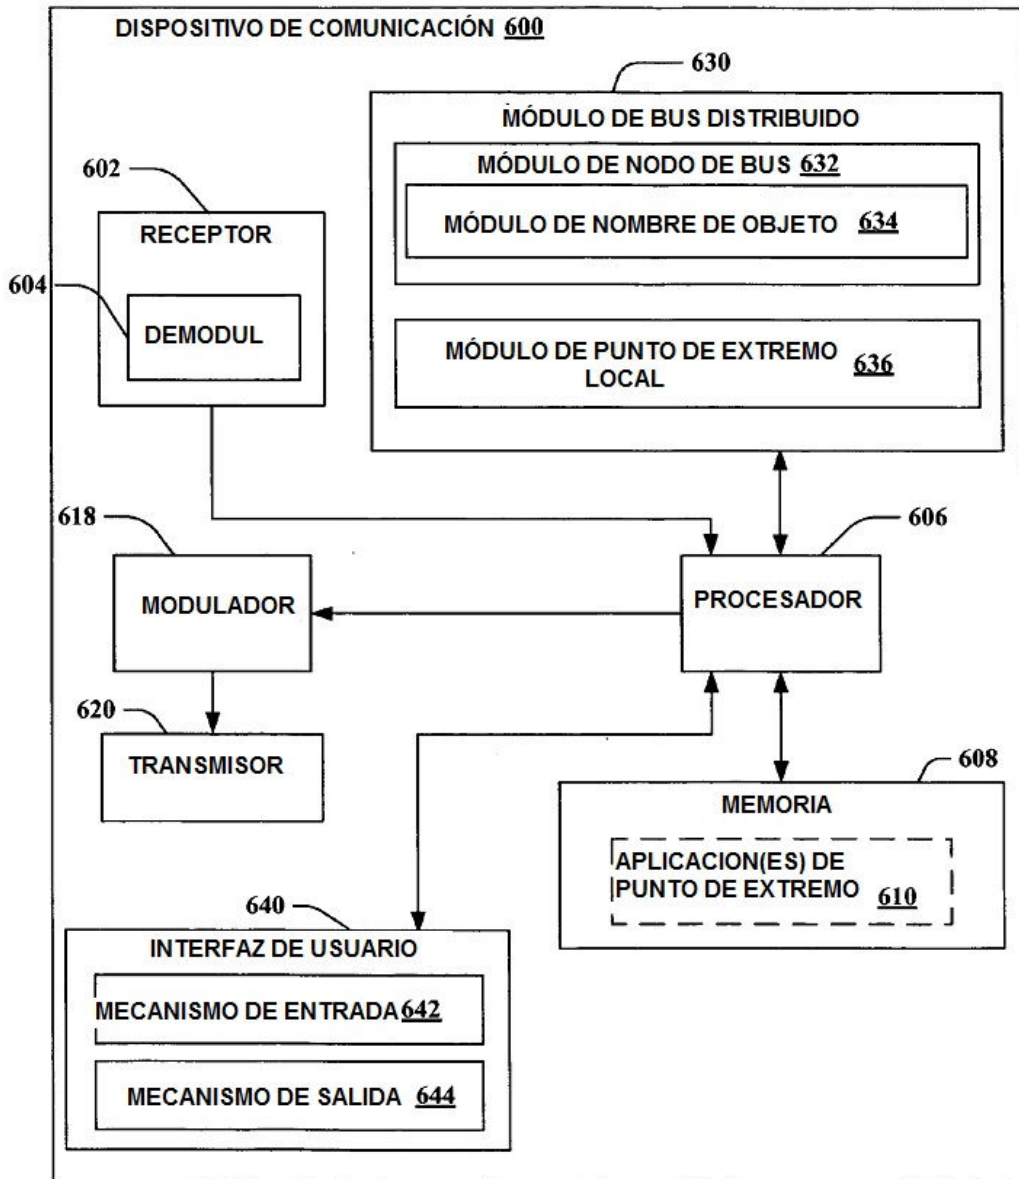 DISPOSITIVO DE COMUNICACIÓN 600
630
MÓDULO DE BUS DISTRIBUIDO
MÓDULO DE NODO DE BUS 632
MÓDULO DE NOMBRE DE OBJETO 634
MÓDULO DE PUNTO DE EXTREMO
LOCAL
636
602
RECEPTOR
604
DEMODUL
618
MODULADOR
606
PROCESADOR
620
TRANSMISOR
608
MEMORIA
APLICACION(ES) DE
PUNTO DE EXTREMO 610
640
INTERFAZ DE USUARIO
MECANISMO DE ENTRADA 642
MECANISMO DE SALIDA 644